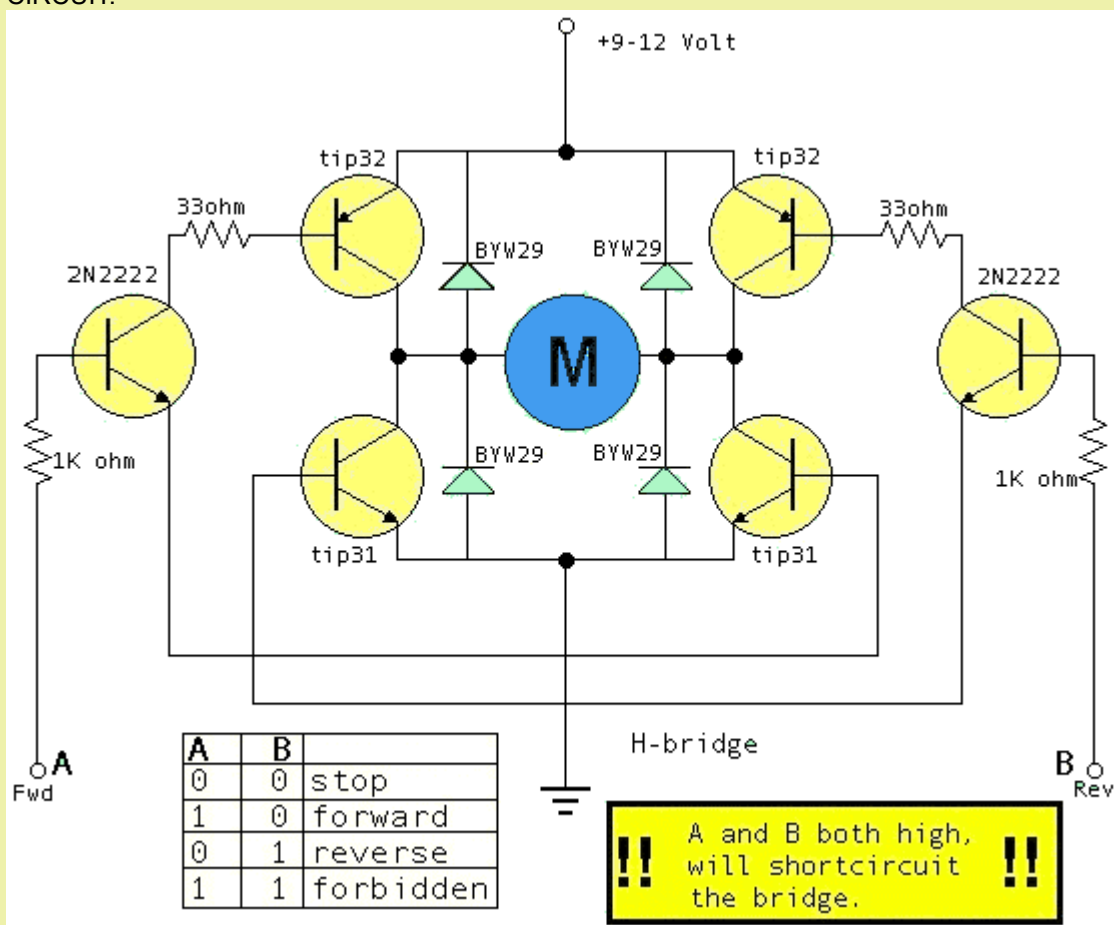 +9-12 Volt
tip32
tip32
33ohm
33ohm
BYW29
BYW29
2N2222
2N2222
M
BYW29
BYW29
1K ohm
1K ohm
tip31
tip31
H-bridge
A
Fwd
B
Rev
A B
0 0 stop
1 0 forward
0 1 reverse
1 1 forbidden
!! A and B both high, !!
will shortcircuit
the bridge.